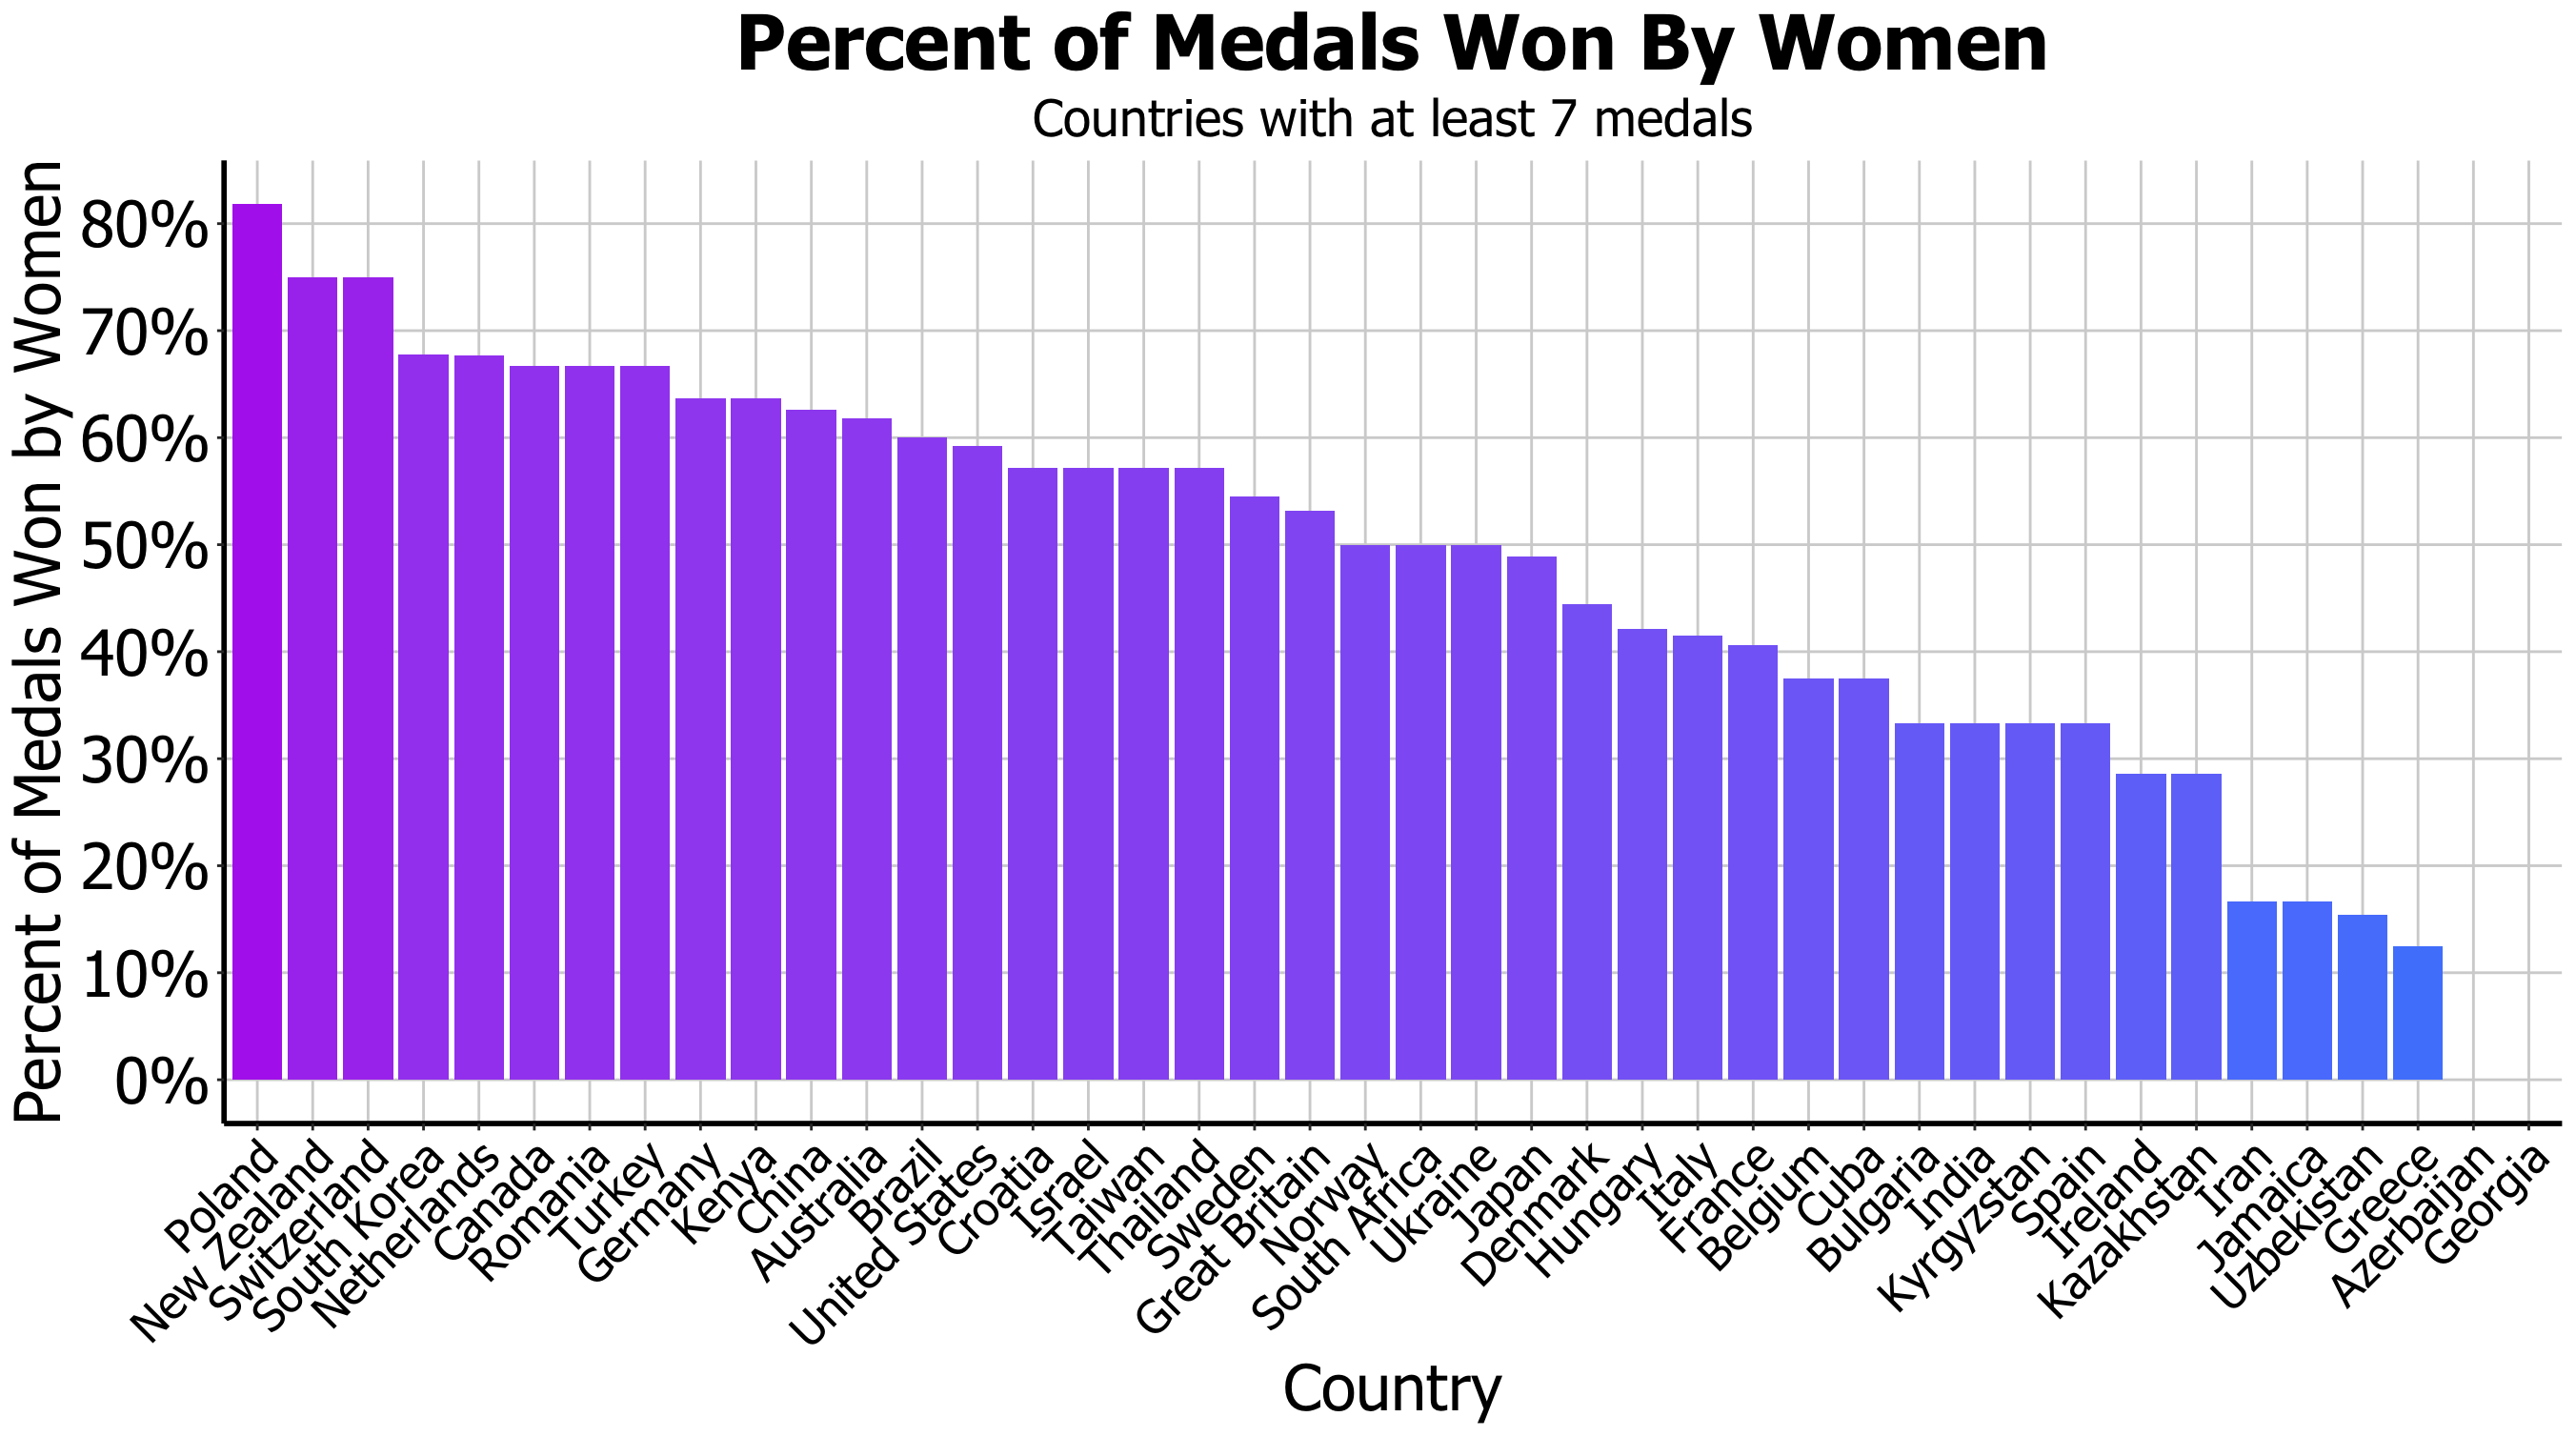 Percent of Medals Won By Women
Countries with at least 7 medals
Percent of Medals Won by Women
80%
70%
60%
50%
40%
30%
20%
10%
0%
Poland
New Zealand
Switzerland
South Korea
Netherlands
Canada
Romania
Turkey
Germany
Kenya
China
Australia
Brazil
United States
Croatia
Israel
Taiwan
Thailand
Sweden
Great Britain
Norway
South Africa
Ukraine
Japan
Denmark
Hungary
Italy
France
Belgium
Cuba
Bulgaria
India
Kyrgyzstan
Spain
Ireland
Kazakhstan
Iran
Jamaica
Uzbekistan
Greece
Azerbaijan
Georgia
Country